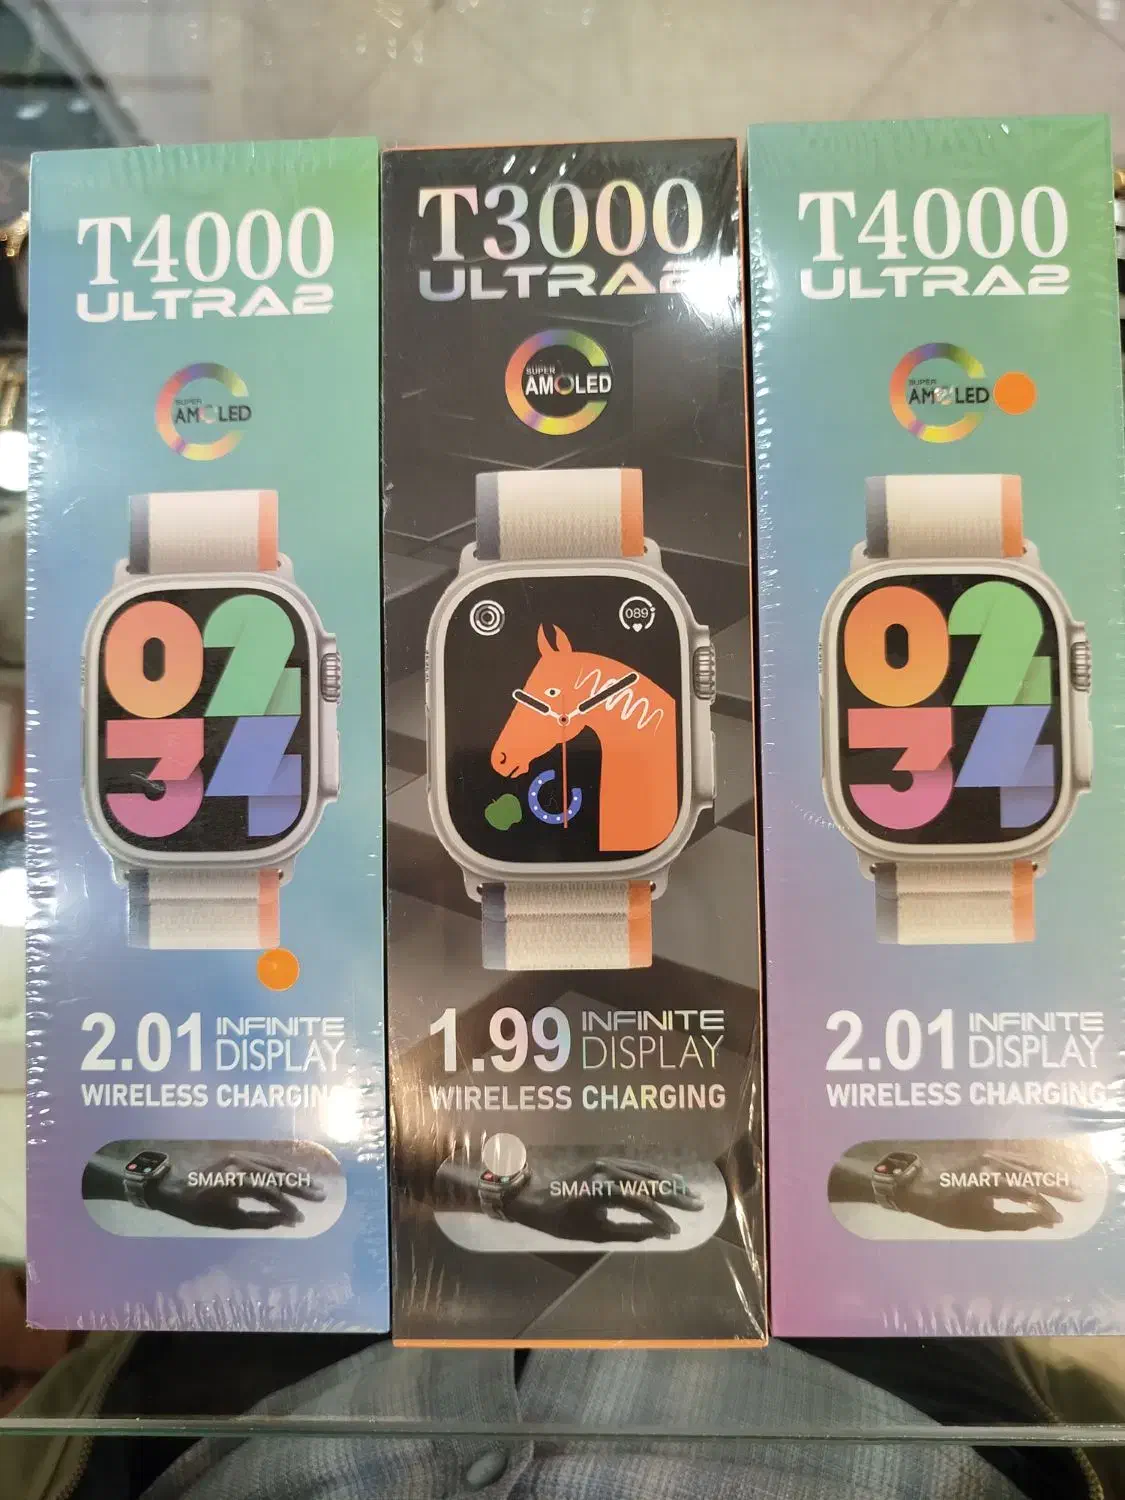 T4000
ULTRA2
SUPER
AMOLED
02
34
2.01 INFINITE
DISPLAY
WIRELESS CHARGING
SMART WATCH
T3000
ULTRA2
SUPER
AMOLED
089
1.99 INFINITE
DISPLAY
WIRELESS CHARGING
SMART WATCH
T4000
ULTRA2
SUPER
AMOLED
02
34
2.01 INFINITE
DISPLAY
WIRELESS CHARGING
SMART WATCH